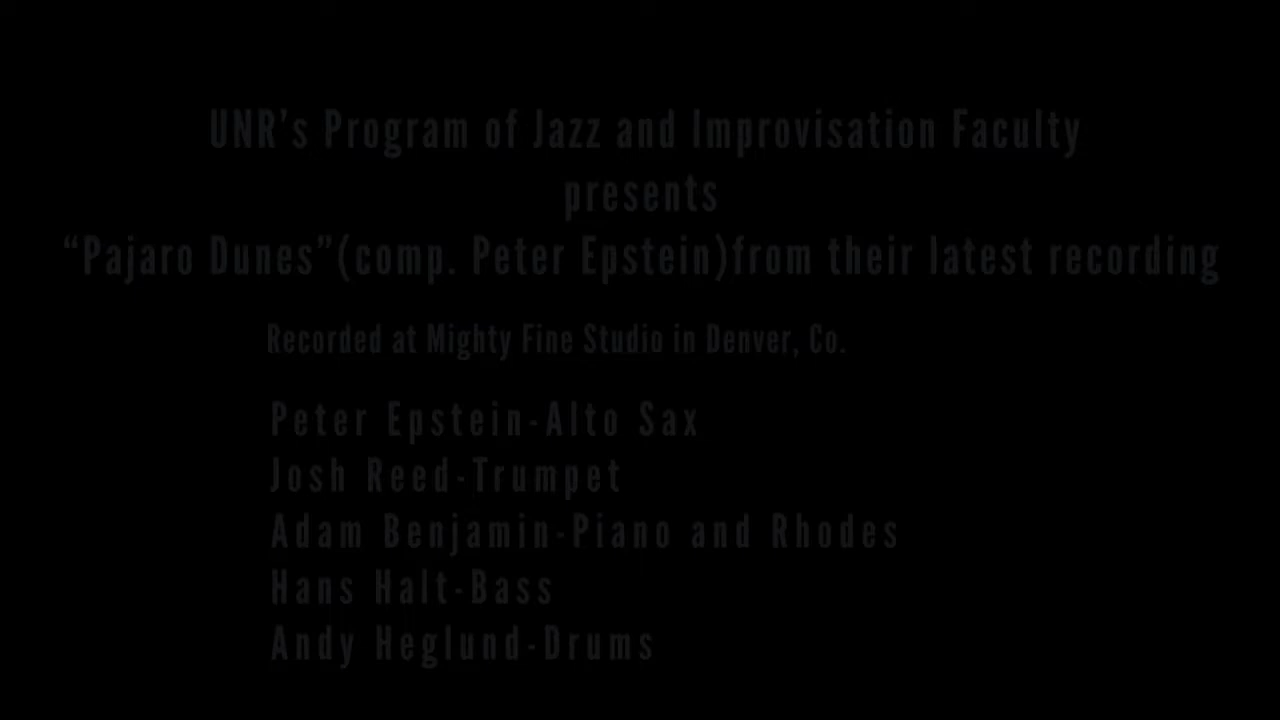 UNR's Program of Jazz and Improvisation Faculty
presents
“Pajaro Dunes”(comp. Peter Epstein)from their latest recording
Recorded at Mighty Fine Studio in Denver, Co.
Peter Epstein-Alto Sax
Josh Reed-Trumpet
Adam Benjamin-Piano and Rhodes
Hans Halt-Bass
Andy Heglund-Drums